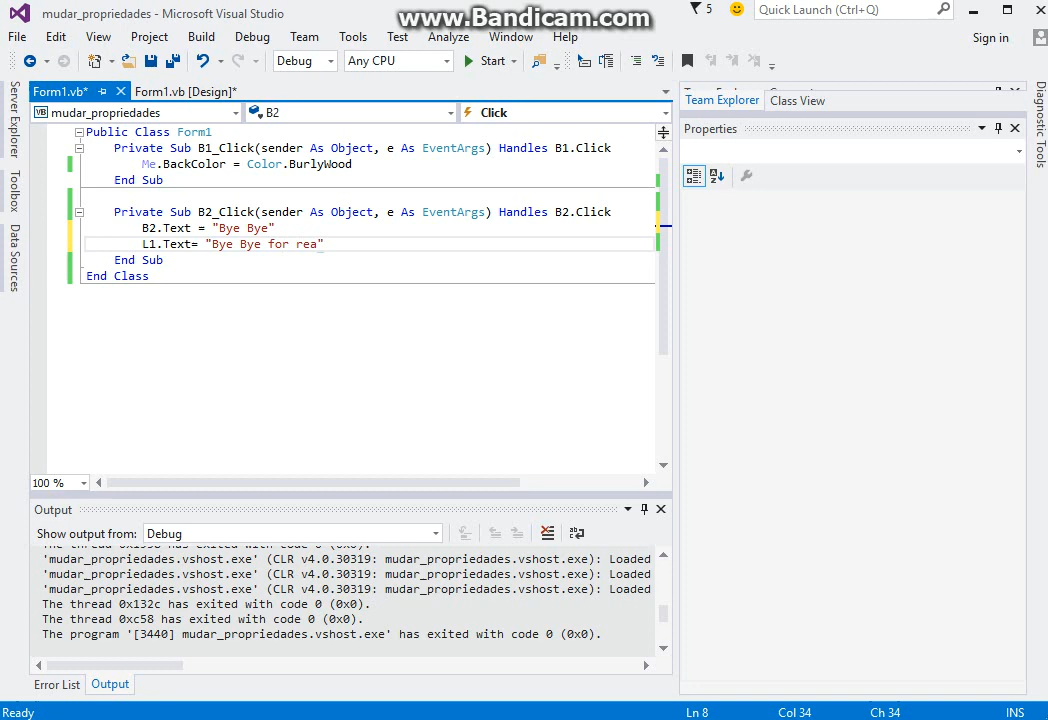 mudar_propriedades - Microsoft Visual Studio
www.Bandicam.com
5
Quick Launch (Ctrl+Q)
File Edit View Project Build Debug Team Tools Test Analyze Window Help
Sign in
Debug Any CPU Start
Server Explorer
Toolbox
Data Sources
Form1.vb*
Form1.vb [Design]*
VB mudar_propriedades
B2
Click
Public Class Form1
Private Sub B1_Click(sender As Object, e As EventArgs) Handles B1.Click
Me.BackColor = Color.BurlyWood
End Sub
Private Sub B2_Click(sender As Object, e As EventArgs) Handles B2.Click
B2.Text = "Bye Bye"
L1.Text= "Bye Bye for rea"
End Sub
End Class
100 %
Team Explorer
Class View
Properties
Diagnostic Tools
Output
Show output from: Debug
'mudar_propriedades.vshost.exe' (CLR v4.0.30319: mudar_propriedades.vshost.exe): Loaded
'mudar_propriedades.vshost.exe' (CLR v4.0.30319: mudar_propriedades.vshost.exe): Loaded
'mudar_propriedades.vshost.exe' (CLR v4.0.30319: mudar_propriedades.vshost.exe): Loaded
The thread 0x132c has exited with code 0 (0x0).
The thread 0xc58 has exited with code 0 (0x0).
The program '[3440] mudar_propriedades.vshost.exe' has exited with code 0 (0x0).
Error List
Output
Ready
Ln 8
Col 34
Ch 34
INS